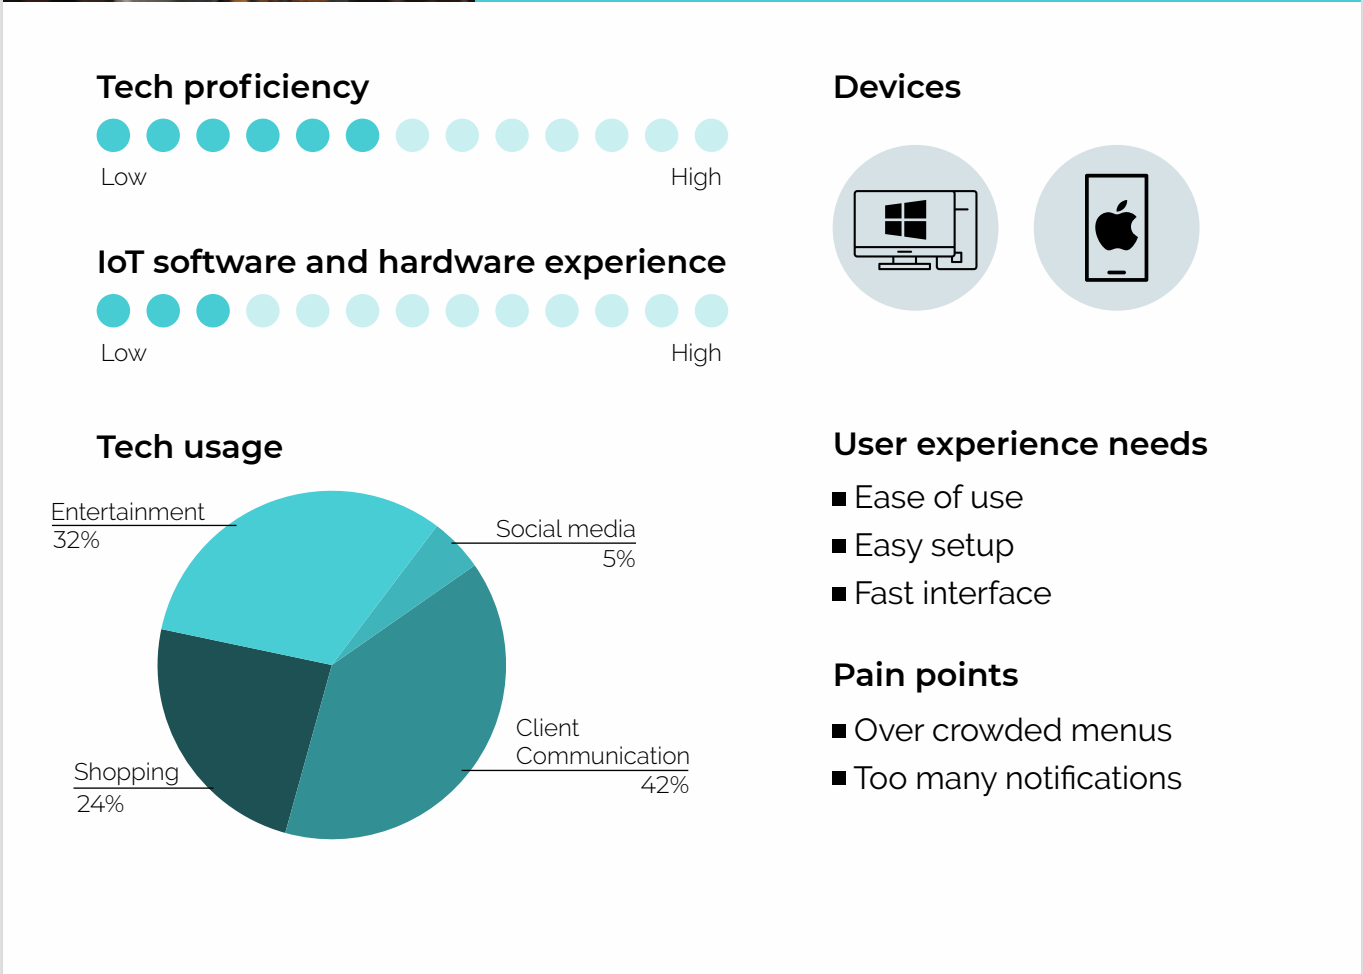 Tech proficiency
Low
High
IoT software and hardware experience
Low
High
Tech usage
Entertainment
32%
Social media
5%
Client
Communication
42%
Shopping
24%
Devices
User experience needs
Ease of use
Easy setup
Fast interface
Pain points
Over crowded menus
Too many notifications